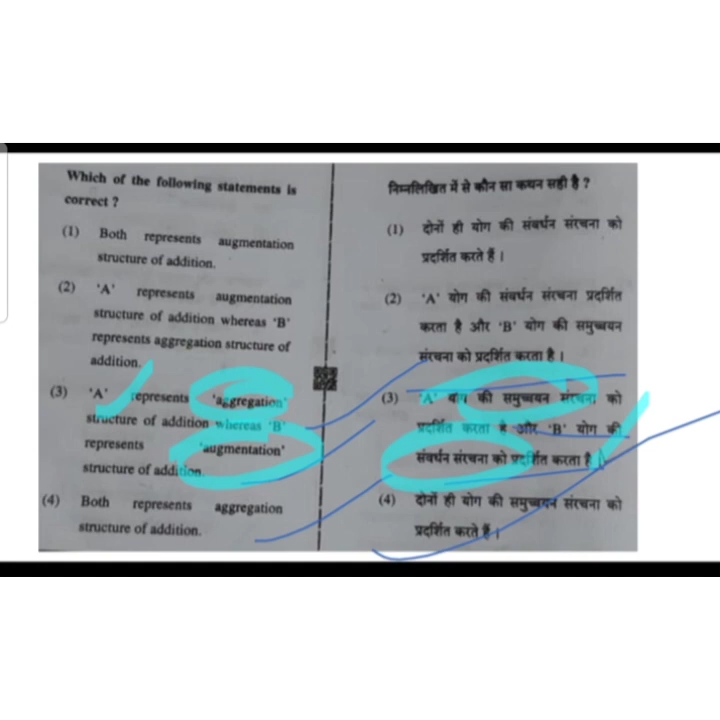 Which of the following statements is
correct ?
(1) Both represents augmentation
structure of addition.
(2) 'A' represents augmentation
structure of addition whereas 'B'
represents aggregation structure of
addition.
(3) 'A' represents 'aggregation'
structure of addition whereas 'B'
represents 'augmentation'
structure of addition.
(4) Both represents aggregation
structure of addition.
निम्नलिखित में से कौन सा कथन सही है ?
(1) दोनों ही योग की संवर्धन संरचना को
प्रदर्शित करते हैं ।
(2) 'A' योग की संवर्धन संरचना प्रदर्शित
करता है और 'B' योग की समुच्चयन
संरचना को प्रदर्शित करता है ।
(3) 'A' योग की समुच्चयन संरचना को
प्रदर्शित करता है और 'B' योग की
संवर्धन संरचना को प्रदर्शित करता है ।
(4) दोनों ही योग की समुच्चयन संरचना को
प्रदर्शित करते हैं ।